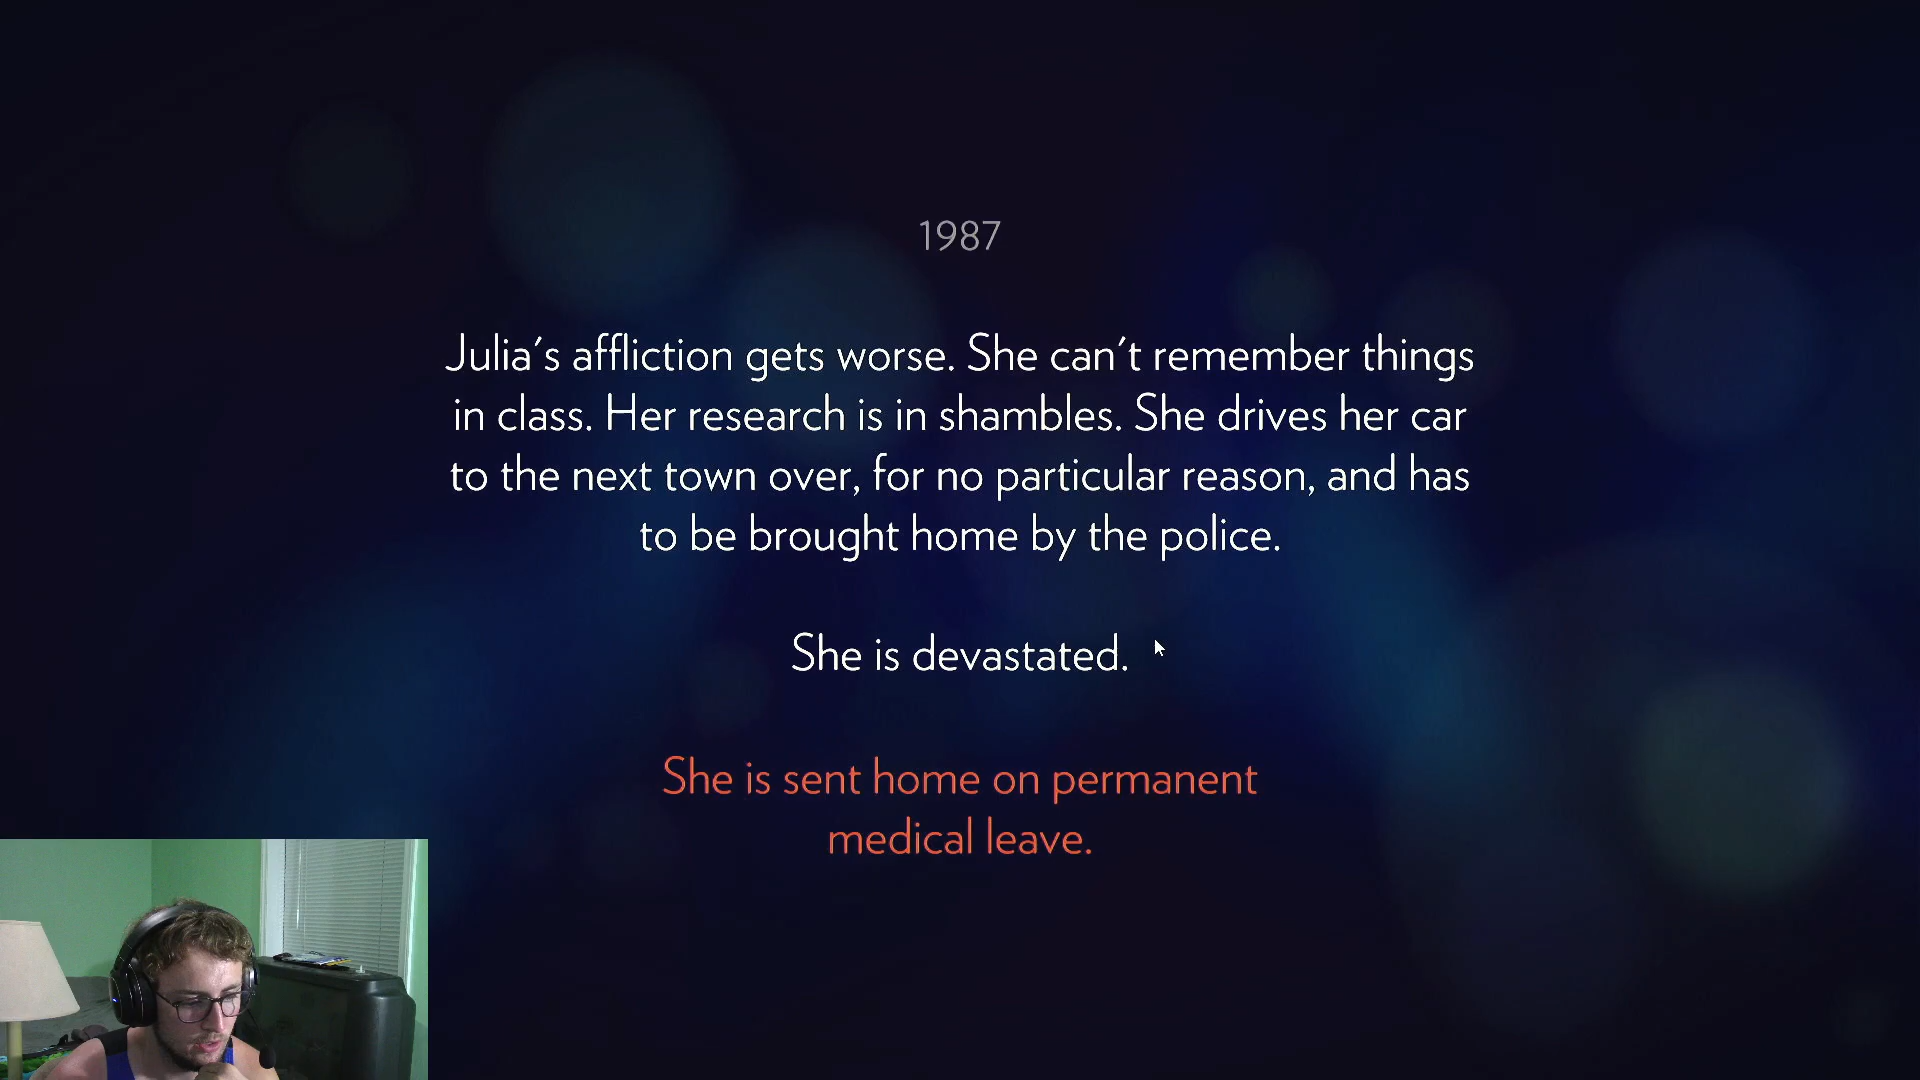 1987
Julia's affliction gets worse. She can't remember things
in class. Her research is in shambles. She drives her car
to the next town over, for no particular reason, and has
to be brought home by the police.
She is devastated.
She is sent home on permanent
medical leave.